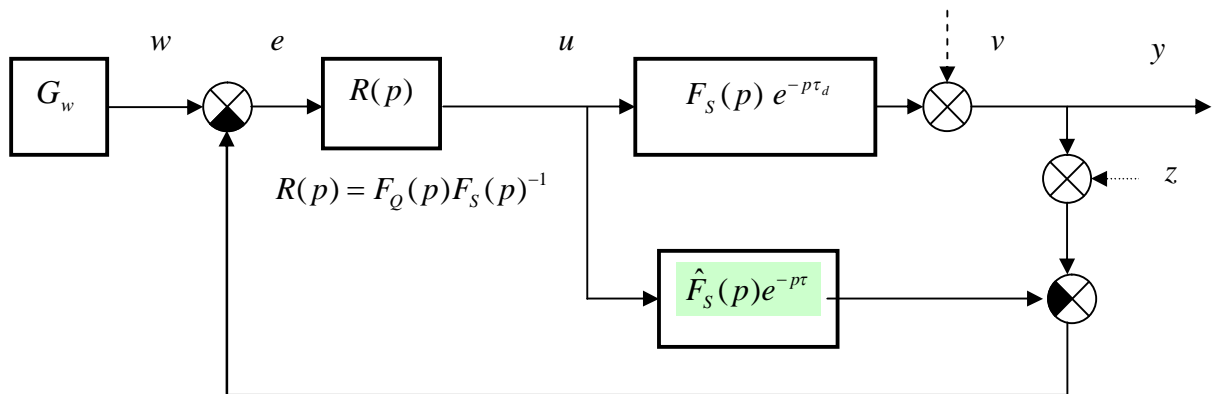 w e u v y
G_w
R(p)
F_S(p) e^{-pτ_d}
R(p) = F_Q(p)F_S(p)^{-1}
z
F̂_S(p)e^{-pτ}